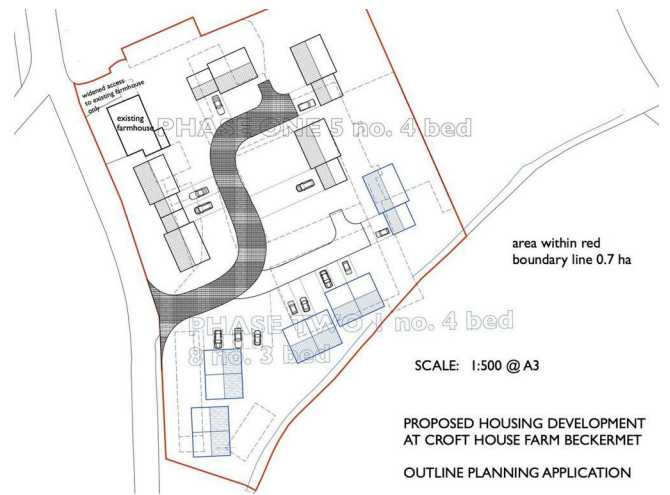 widened access
to existing farmhouse
only
existing
farmhouse
PHASE ONE 5 no. 4 bed
area within red
boundary line 0.7 ha
PHASE TWO 1 no. 4 bed
8 no. 3 bed
SCALE: 1:500 @ A3
PROPOSED HOUSING DEVELOPMENT
AT CROFT HOUSE FARM BECKERMET
OUTLINE PLANNING APPLICATION